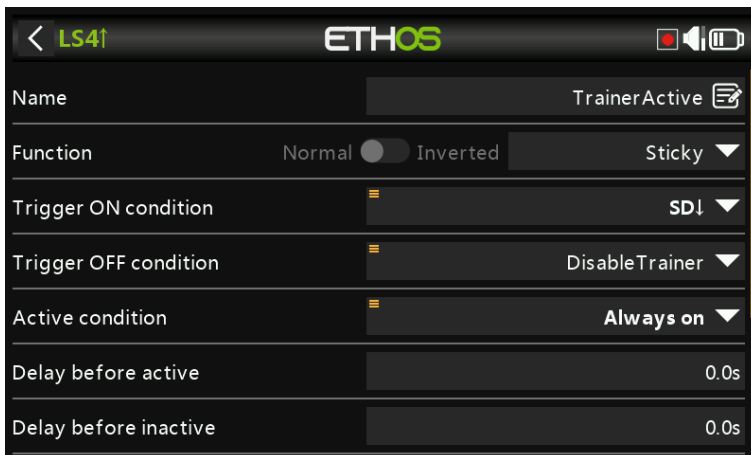 LS4↑ ETHOS
Name TrainerActive
Function Normal Inverted Sticky
Trigger ON condition SD↓
Trigger OFF condition DisableTrainer
Active condition Always on
Delay before active 0.0s
Delay before inactive 0.0s